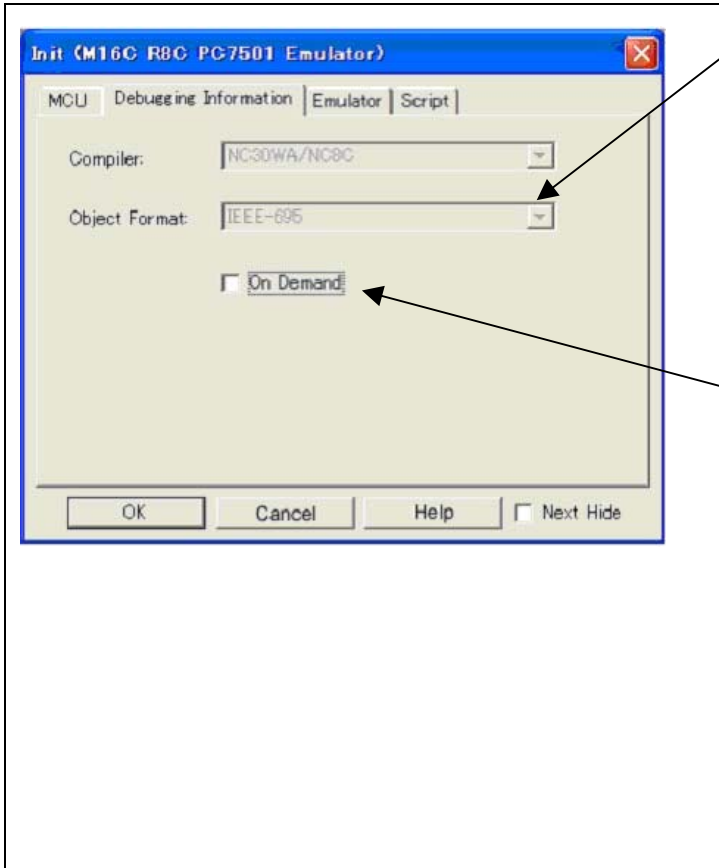 Init (M16C R8C PC7501 Emulator)
MCU Debugging Information Emulator Script
Compiler: NC30WA/NC8C
Object Format: IEEE-695
On Demand
OK Cancel Help Next Hide